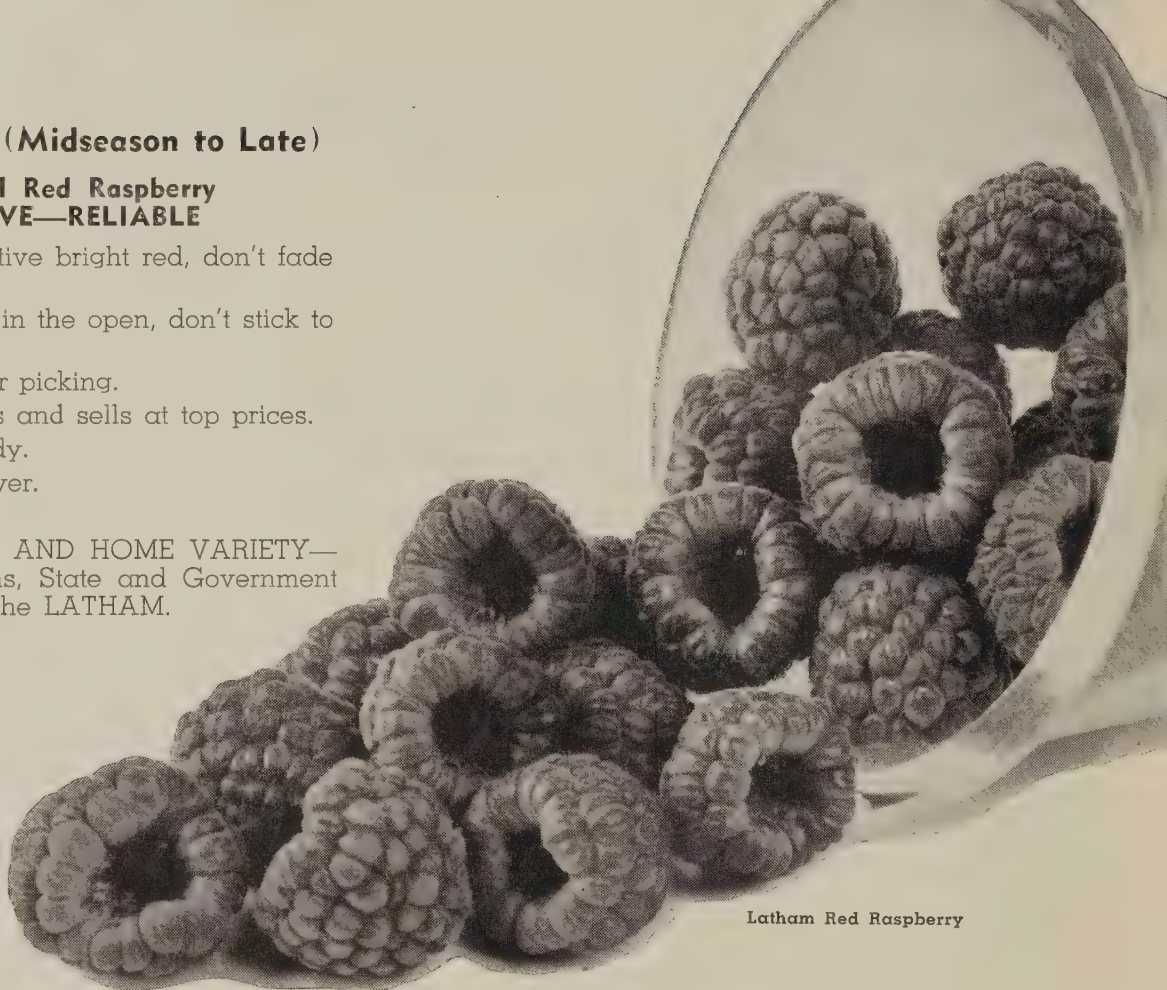 (Midseason to Late)
Red Raspberry
VE—RELIABLE
tive bright red, don't fade
in the open, don't stick to
r picking.
s and sells at top prices.
dy.
ver.
AND HOME VARIETY—
ns, State and Government
he LATHAM.
Latham Red Raspberry